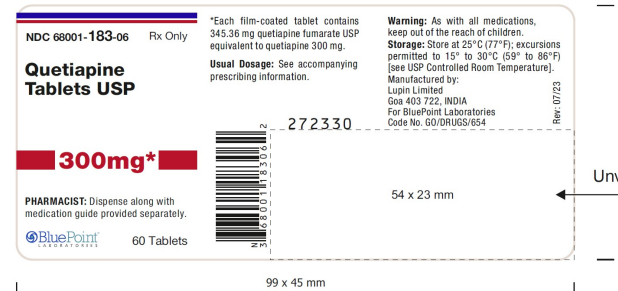 NDC 68001-183-06 Rx Only
Quetiapine
Tablets USP
300mg*
PHARMACIST: Dispense along with
medication guide provided separately.
BluePoint
LABORATORIES
60 Tablets
*Each film-coated tablet contains
345.36 mg quetiapine fumarate USP
equivalent to quetiapine 300 mg.
Usual Dosage: See accompanying
prescribing information.
N 3 68001 18306 2
272330
Warning: As with all medications,
keep out of the reach of children.
Storage: Store at 25°C (77°F); excursions
permitted to 15° to 30°C (59° to 86°F)
[see USP Controlled Room Temperature].
Manufactured by:
Lupin Limited
Goa 403 722, INDIA
For BluePoint Laboratories
Code No. GO/DRUGS/654
Rev: 07/23
54 x 23 mm
99 x 45 mm